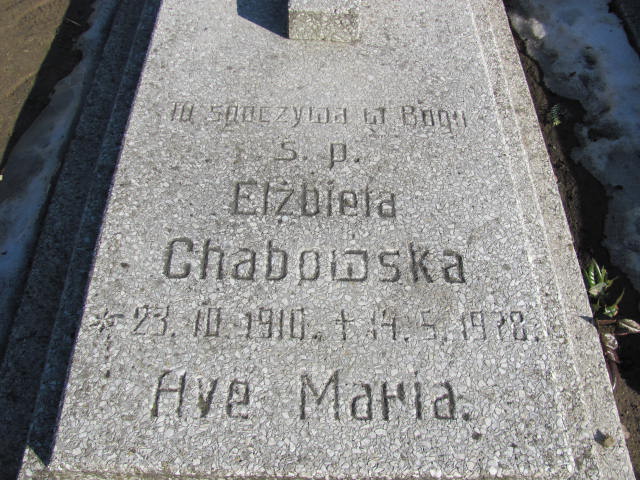 Tu spoczywa w Bogu
ś. p.
Elżbieta
Chabowska
* 23. 10. 1910. + 14. 5. 1978.
Ave Maria.